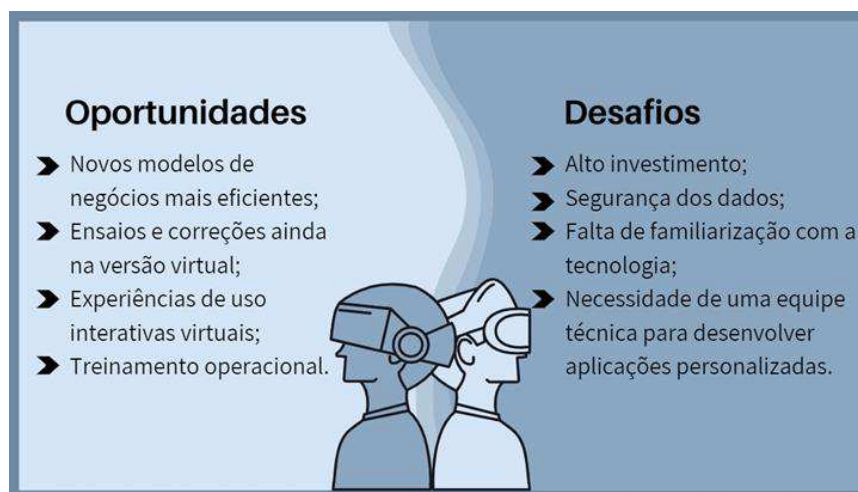 Oportunidades
Novos modelos de
negócios mais eficientes;
Ensaios e correções ainda
na versão virtual;
Experiências de uso
interativas virtuais;
Treinamento operacional.
Desafios
Alto investimento;
Segurança dos dados;
Falta de familiarização com a
tecnologia;
Necessidade de uma equipe
técnica para desenvolver
aplicações personalizadas.